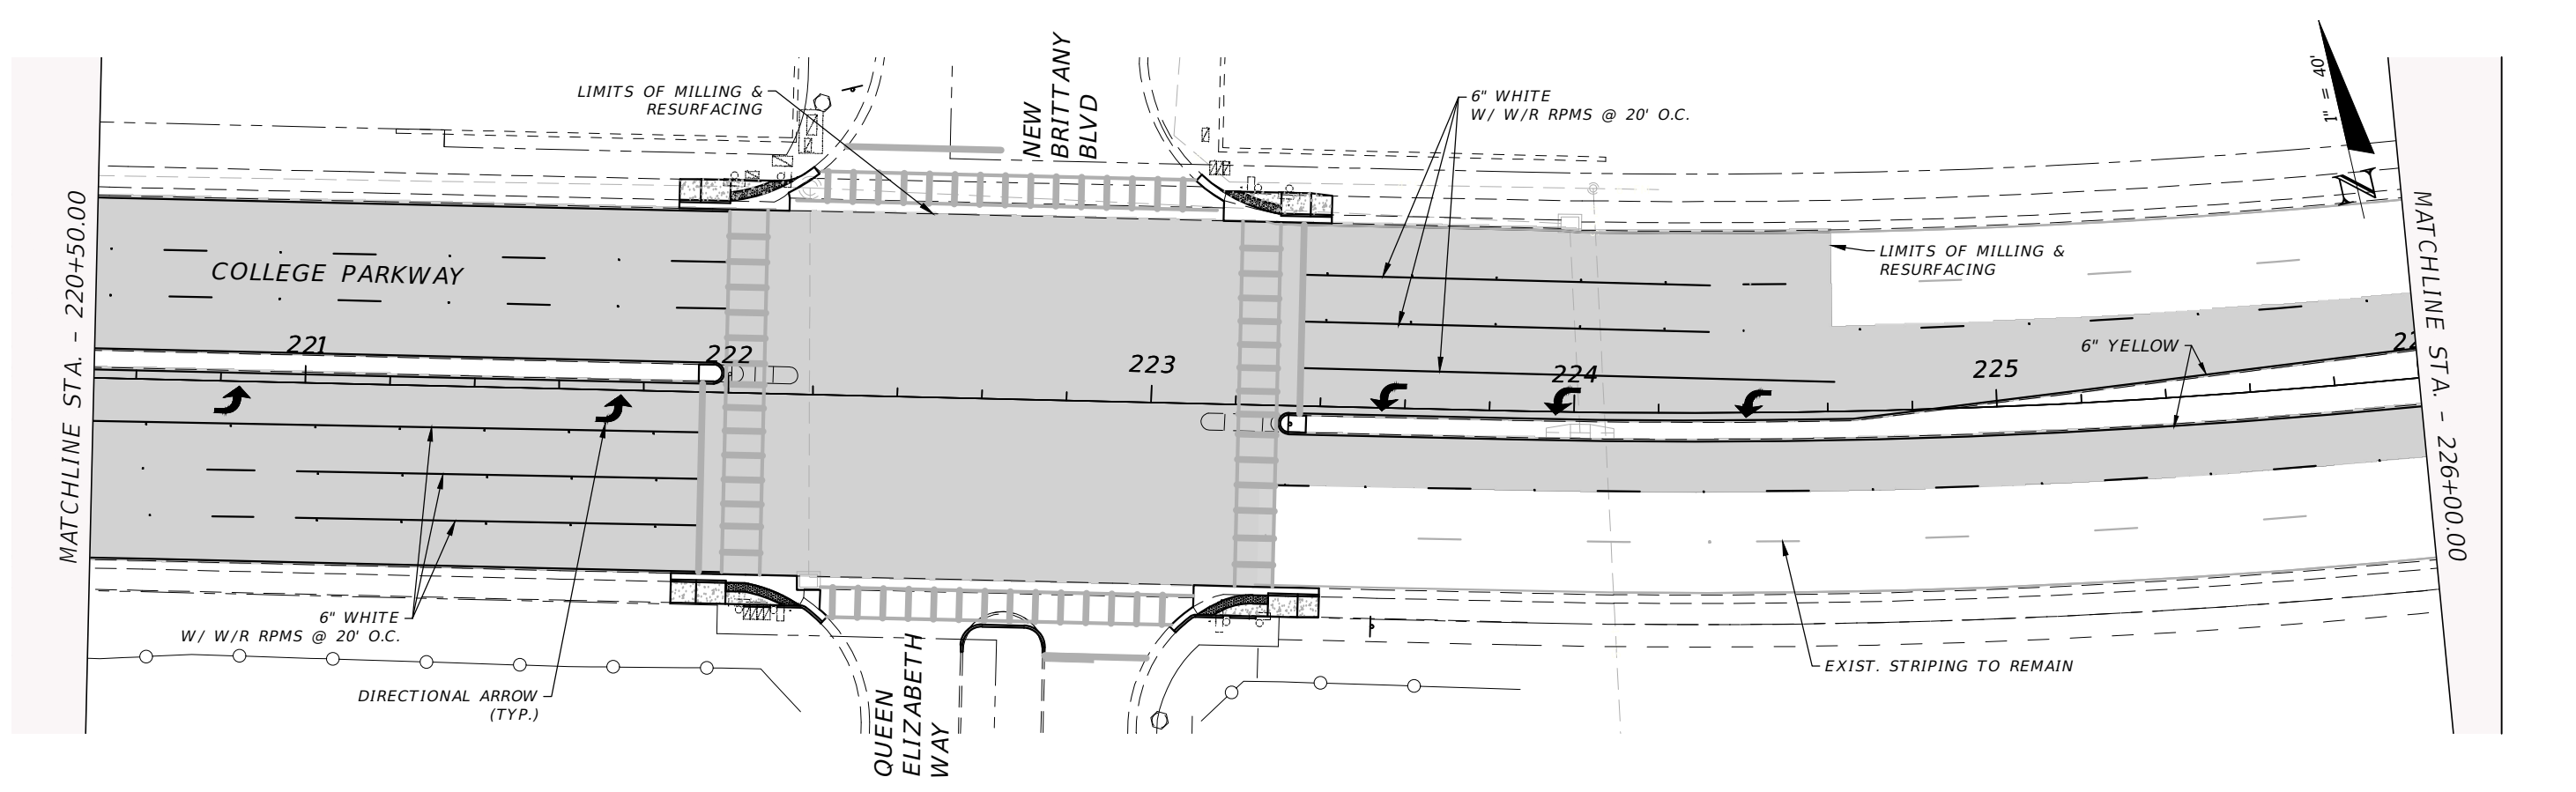 LIMITS OF MILLING &
RESURFACING
NEW
BRITTANY
BLVD
6" WHITE
W/ W/R RPMS @ 20' O.C.
1" = 40'
N
MATCHLINE STA. - 220+50.00
COLLEGE PARKWAY
LIMITS OF MILLING &
RESURFACING
MATCHLINE STA. - 226+00.00
221
222
223
224
225
6" YELLOW
6" WHITE
W/ W/R RPMS @ 20' O.C.
DIRECTIONAL ARROW
(TYP.)
QUEEN
ELIZABETH
WAY
EXIST. STRIPING TO REMAIN